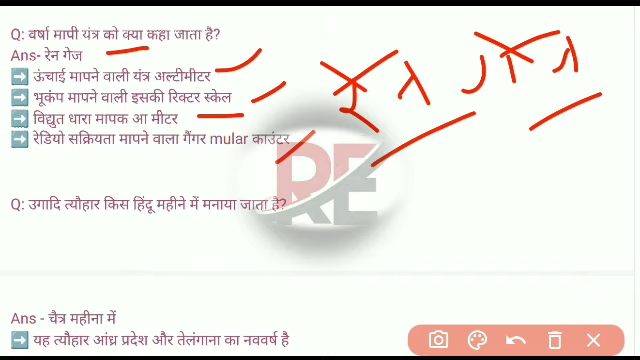 Q: वर्षा मापी यंत्र को क्या कहा जाता है?
Ans- रेन गेज
➡️ ऊंचाई मापने वाली यंत्र अल्टीमीटर
➡️ भूकंप मापने वाली इसकी रिक्टर स्केल
➡️ विद्युत धारा मापक आ मीटर
➡️ रेडियो सक्रियता मापने वाला गैंगर mular काउंटर
RE
Q: उगादि त्यौहार किस हिंदू महीने में मनाया जाता है?
Ans - चैत्र महीना में
➡️ यह त्यौहार आंध्र प्रदेश और तेलंगाना का नववर्ष है